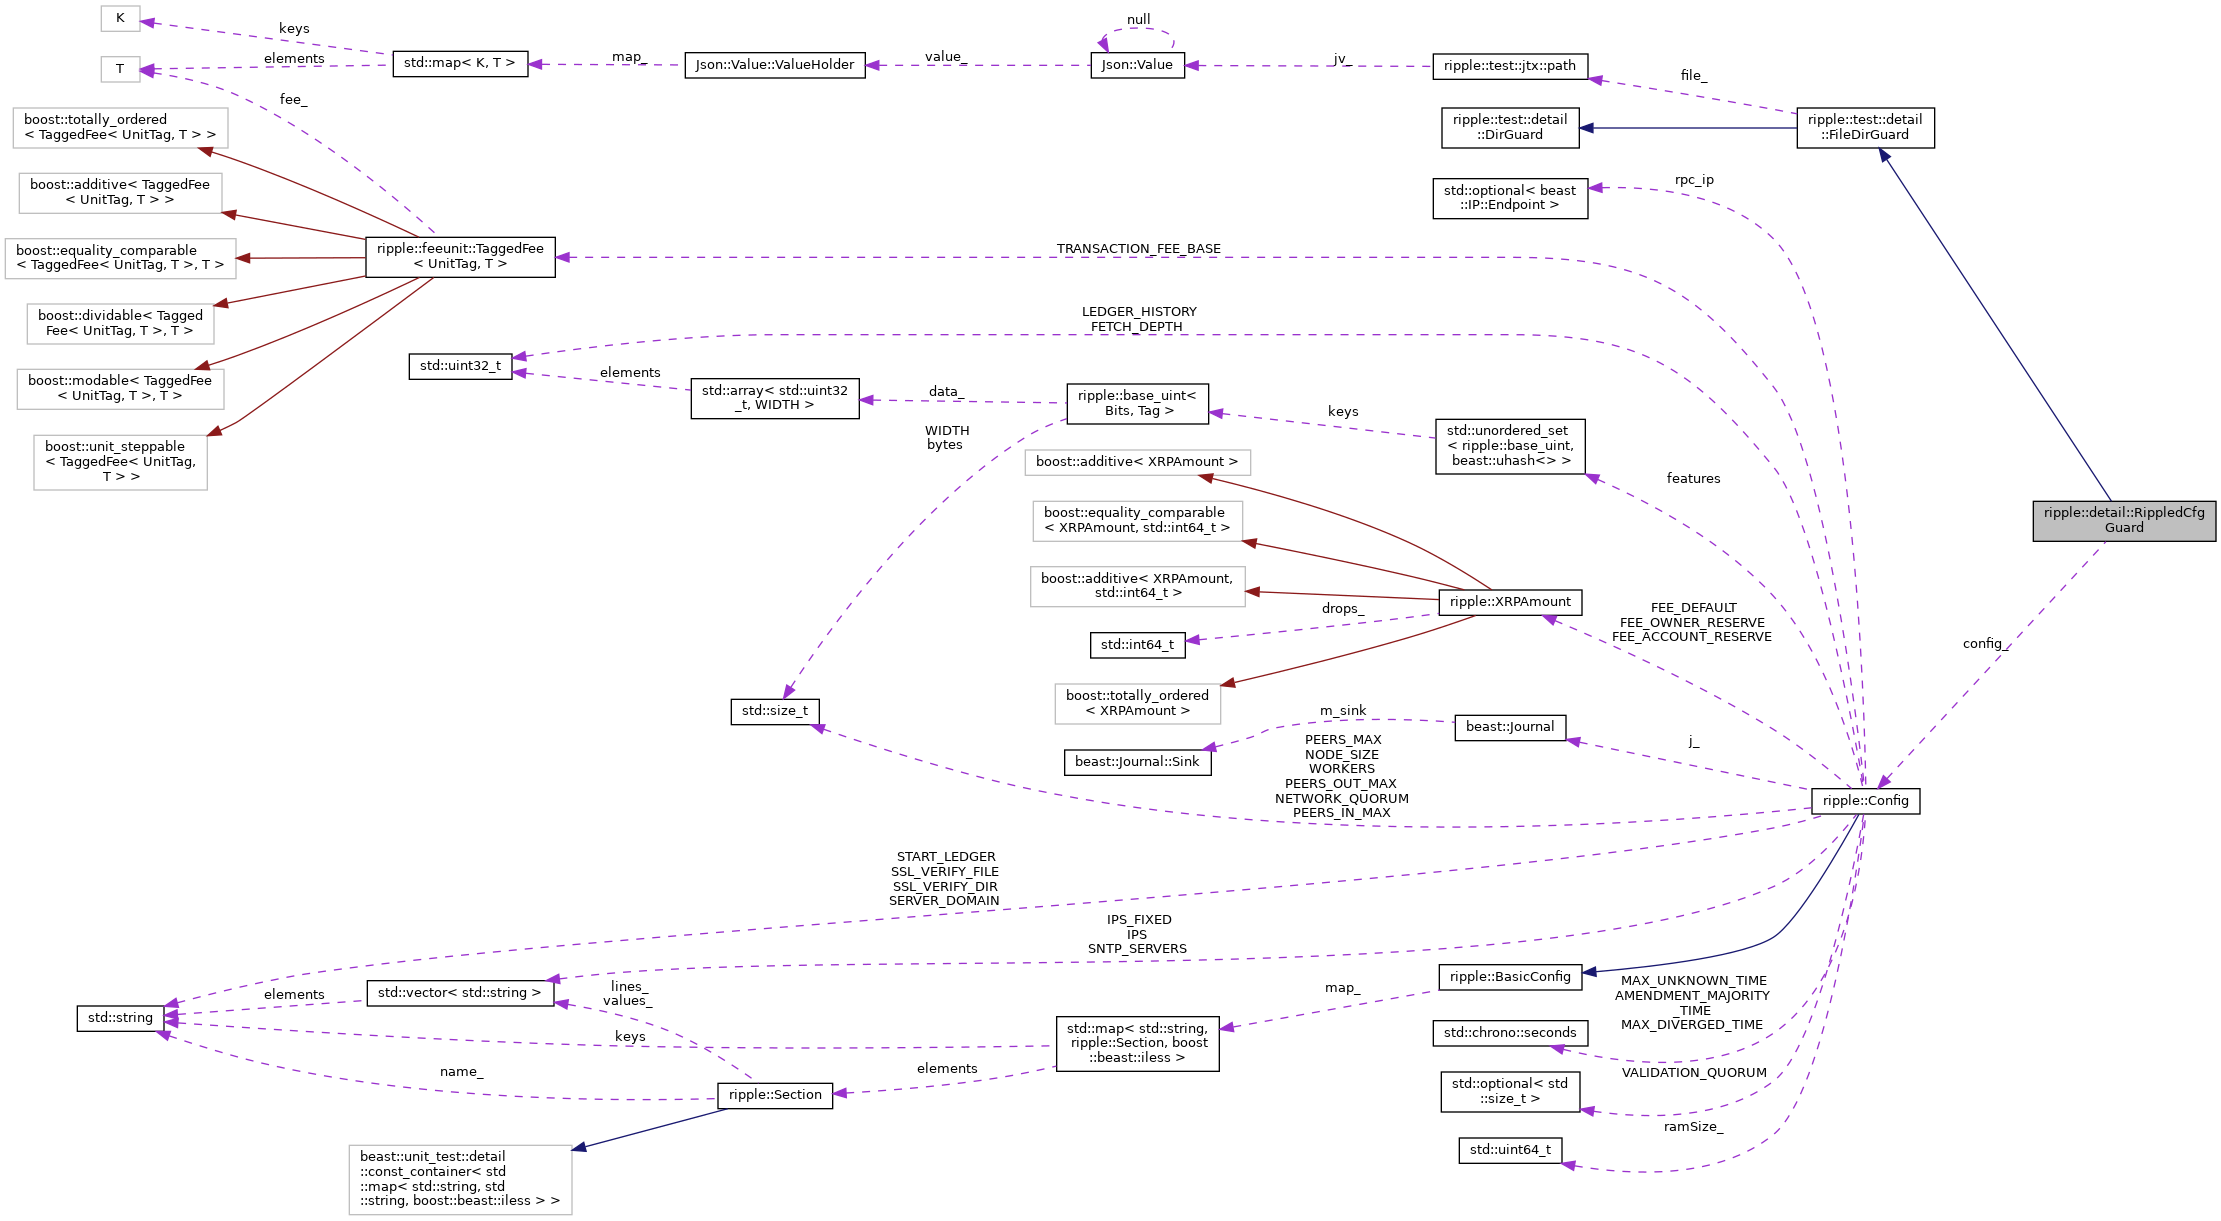 K
keys
null
T
elements
std::map< K, T >
map_
Json::Value::ValueHolder
value_
Json::Value
jv_
ripple::test::jtx::path
file_
fee_
boost::totally_ordered
< TaggedFee< UnitTag, T > >
ripple::test::detail
::DirGuard
ripple::test::detail
::FileDirGuard
boost::additive< TaggedFee
< UnitTag, T > >
std::optional< beast
::IP::Endpoint >
rpc_ip
boost::equality_comparable
< TaggedFee< UnitTag, T >, T >
ripple::feeunit::TaggedFee
< UnitTag, T >
TRANSACTION_FEE_BASE
boost::dividable< Tagged
Fee< UnitTag, T >, T >
LEDGER_HISTORY
FETCH_DEPTH
boost::modable< TaggedFee
< UnitTag, T >, T >
std::uint32_t
elements
std::array< std::uint32
_t, WIDTH >
data_
ripple::base_uint<
Bits, Tag >
keys
std::unordered_set
< ripple::base_uint,
beast::uhash<> >
features
boost::unit_steppable
< TaggedFee< UnitTag,
T > >
WIDTH
bytes
boost::additive< XRPAmount >
boost::equality_comparable
< XRPAmount, std::int64_t >
ripple::detail::RippledCfg
Guard
boost::additive< XRPAmount,
std::int64_t >
drops_
ripple::XRPAmount
FEE_DEFAULT
FEE_OWNER_RESERVE
FEE_ACCOUNT_RESERVE
config_
std::int64_t
boost::totally_ordered
< XRPAmount >
std::size_t
m_sink
beast::Journal
j_
beast::Journal::Sink
PEERS_MAX
NODE_SIZE
WORKERS
PEERS_OUT_MAX
NETWORK_QUORUM
PEERS_IN_MAX
ripple::Config
START_LEDGER
SSL_VERIFY_FILE
SSL_VERIFY_DIR
SERVER_DOMAIN
IPS_FIXED
IPS
SNTP_SERVERS
ripple::BasicConfig
map_
std::string
elements
std::vector< std::string >
lines_
values_
keys
std::map< std::string,
ripple::Section, boost
::beast::iless >
MAX_UNKNOWN_TIME
AMENDMENT_MAJORITY
_TIME
MAX_DIVERGED_TIME
std::chrono::seconds
name_
ripple::Section
elements
std::optional< std
::size_t >
VALIDATION_QUORUM
ramSize_
std::uint64_t
beast::unit_test::detail
::const_container< std
::map< std::string, std
::string, boost::beast::iless > >